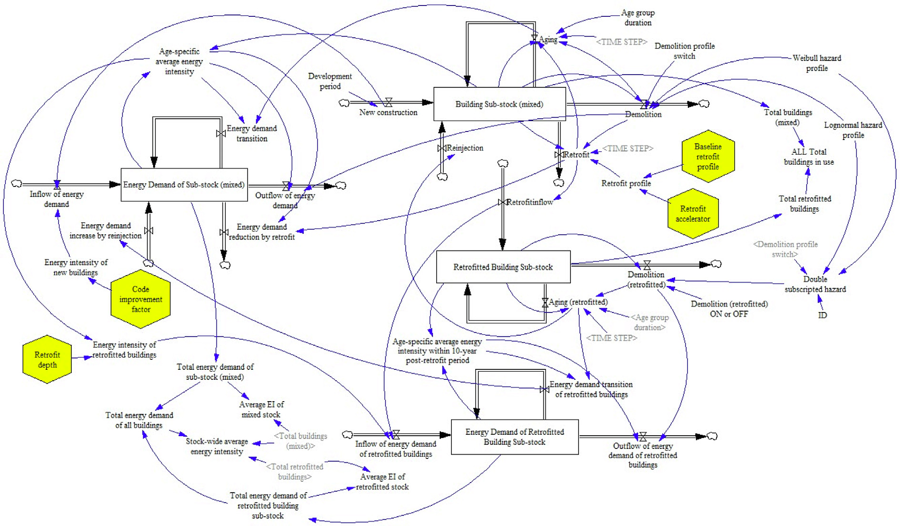 Age group
duration
Aging
<TIME STEP>
Demolition profile
switch
Weibull hazard
profile
Age-specific
average energy
intensity
Development
period
New construction
Building Sub-stock (mixed)
Demolition
Total buildings
(mixed)
Lognormal hazard
profile
Energy demand
transition
Reinjection
Retrofit
<TIME STEP>
Baseline
retrofit
profile
ALL Total
buildings in use
Retrofit profile
Inflow of energy
demand
Energy Demand of Sub-stock (mixed)
Outflow of energy
demand
Retrofitinflow
Retrofit
accelerator
Total retrofitted
buildings
Energy demand
increase by reinjection
Energy demand
reduction by retrofit
<Demolition profile
switch>
Energy intensity of
new buildings
Code
improvement
factor
Retrofitted Building Sub-stock
Demolition
(retrofitted)
Double
subscripted hazard
Aging (retrofitted)
Demolition (retrofitted)
ON or OFF
ID
<Age group
duration>
<TIME STEP>
Retrofit
depth
Energy intensity of
retrofitted buildings
Age-specific average energy
intensity within 10-year
post-retrofit period
Total energy demand of
sub-stock (mixed)
Energy demand transition
of retrofitted buildings
Average EI of
mixed stock
Total energy demand
of all buildings
<Total buildings
(mixed)>
Stock-wide average
energy intensity
Inflow of energy demand
of retrofitted buildings
Energy Demand of Retrofitted
Building Sub-stock
Outflow of energy
demand of retrofitted
buildings
<Total retrofitted
buildings>
Average EI of
retrofitted stock
Total energy demand of
retrofitted building
sub-stock